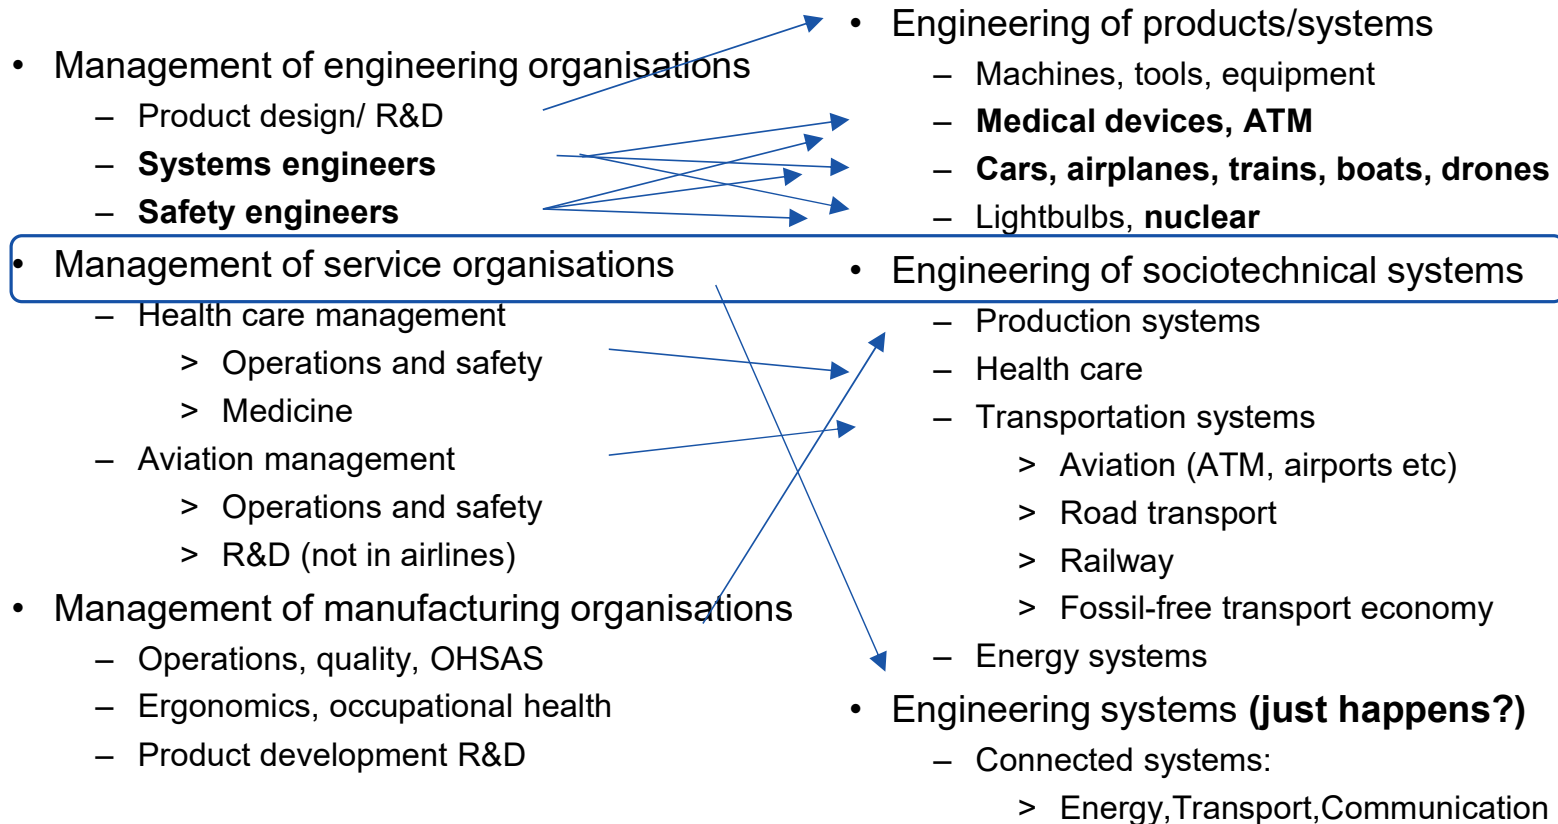 • Management of engineering organisations
– Product design/ R&D
– Systems engineers
– Safety engineers
• Management of service organisations
– Health care management
> Operations and safety
> Medicine
– Aviation management
> Operations and safety
> R&D (not in airlines)
• Management of manufacturing organisations
– Operations, quality, OHSAS
– Ergonomics, occupational health
– Product development R&D
• Engineering of products/systems
– Machines, tools, equipment
– Medical devices, ATM
– Cars, airplanes, trains, boats, drones
– Lightbulbs, nuclear
• Engineering of sociotechnical systems
– Production systems
– Health care
– Transportation systems
> Aviation (ATM, airports etc)
> Road transport
> Railway
> Fossil-free transport economy
– Energy systems
• Engineering systems (just happens?)
– Connected systems:
> Energy,Transport,Communication